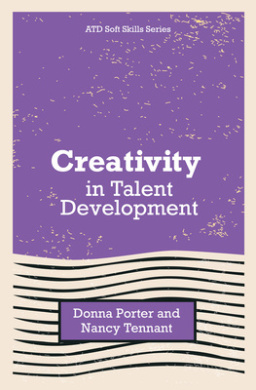 ATD Soft Skills Series
Creativity
in Talent
Development
Donna Porter and
Nancy Tennant